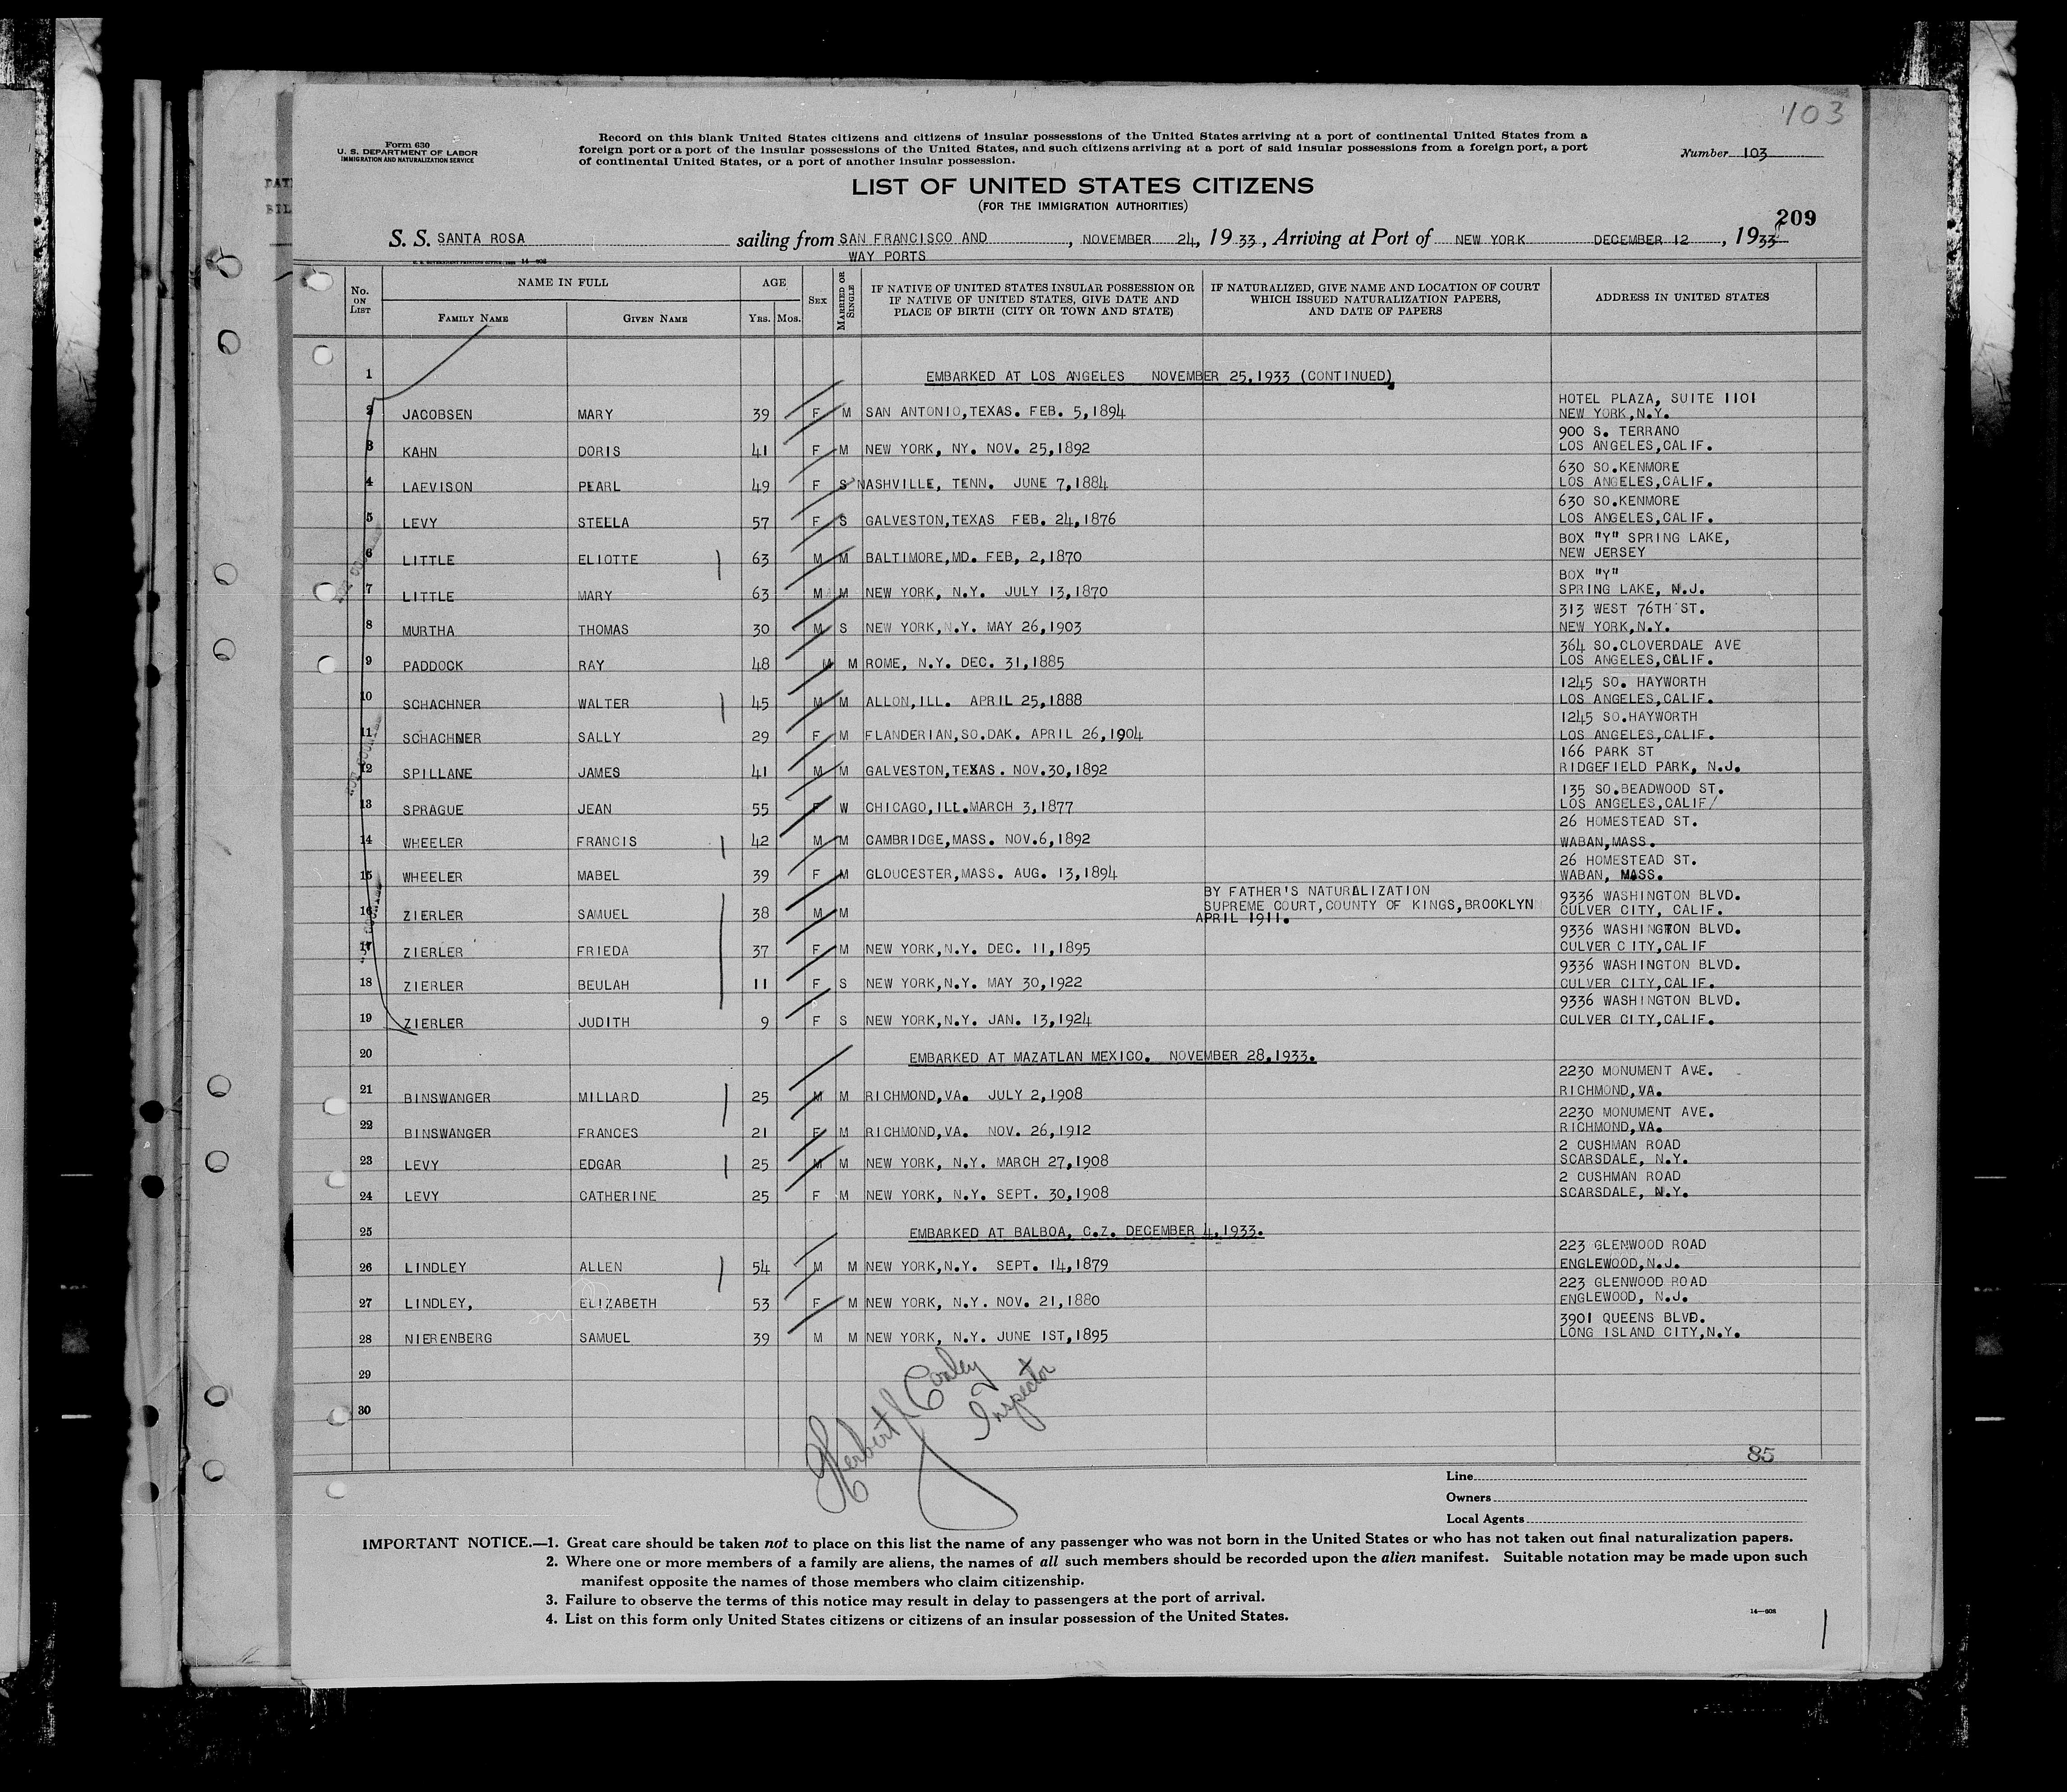 103
Form 630
U. S. DEPARTMENT OF LABOR
IMMIGRATION AND NATURALIZATION SERVICE
Record on this blank United States citizens and citizens of insular possessions of the United States arriving at a port of continental United States from a
foreign port or a port of the insular possessions of the United States, and such citizens arriving at a port of said insular possessions from a foreign port, a port
of continental United States, or a port of another insular possession.
Number 103
LIST OF UNITED STATES CITIZENS
(FOR THE IMMIGRATION AUTHORITIES)
209
S. S. SANTA ROSA sailing from SAN FRANCISCO AND WAY PORTS, NOVEMBER 24, 1933, Arriving at Port of NEW YORK DECEMBER 12, 1933
No. ON LIST
NAME IN FULL
FAMILY NAME GIVEN NAME
AGE
YRS. MOS.
SEX
MARRIED OR SINGLE
IF NATIVE OF UNITED STATES INSULAR POSSESSION OR
IF NATIVE OF UNITED STATES, GIVE DATE AND
PLACE OF BIRTH (CITY OR TOWN AND STATE)
IF NATURALIZED, GIVE NAME AND LOCATION OF COURT
WHICH ISSUED NATURALIZATION PAPERS,
AND DATE OF PAPERS
ADDRESS IN UNITED STATES
1 EMBARKED AT LOS ANGELES NOVEMBER 25,1933 (CONTINUED)
2 JACOBSEN MARY 39 F M SAN ANTONIO,TEXAS. FEB. 5,1894 HOTEL PLAZA, SUITE 1101 NEW YORK,N.Y.
3 KAHN DORIS 41 F M NEW YORK, NY. NOV. 25,1892 900 S. TERRANO LOS ANGELES,CALIF.
4 LAEVISON PEARL 49 F S NASHVILLE, TENN. JUNE 7,1884 630 SO.KENMORE LOS ANGELES,CALIF.
5 LEVY STELLA 57 F S GALVESTON,TEXAS FEB. 24,1876 630 SO.KENMORE LOS ANGELES,CALIF.
6 LITTLE ELIOTTE 63 M M BALTIMORE,MD. FEB, 2,1870 BOX "Y" SPRING LAKE, NEW JERSEY
7 LITTLE MARY 63 M M NEW YORK, N.Y. JULY 13,1870 BOX "Y" SPRING LAKE, N.J.
8 MURTHA THOMAS 30 M S NEW YORK,N.Y. MAY 26,1903 313 WEST 76TH ST. NEW YORK,N.Y.
9 PADDOCK RAY 48 M M ROME, N.Y. DEC. 31,1885 364 SO.CLOVERDALE AVE LOS ANGELES,CALIF.
10 SCHACHNER WALTER 45 M M ALLON,ILL. APRIL 25,1888 1245 SO. HAYWORTH LOS ANGELES,CALIF.
11 SCHACHNER SALLY 29 F M FLANDERIAN,SO.DAK. APRIL 26,1904 1245 SO.HAYWORTH LOS ANGELES,CALIF.
12 SPILLANE JAMES 41 M M GALVESTON,TEXAS. NOV.30,1892 166 PARK ST RIDGEFIELD PARK, N.J.
13 SPRAGUE JEAN 55 F W CHICAGO,ILL.MARCH 3,1877 135 SO.BEADWOOD ST. LOS ANGELES,CALIF/
14 WHEELER FRANCIS 42 M M CAMBRIDGE,MASS. NOV.6,1892 26 HOMESTEAD ST. WABAN,MASS.
15 WHEELER MABEL 39 F M GLOUCESTER,MASS. AUG. 13,1894 26 HOMESTEAD ST. WABAN, MASS.
16 ZIERLER SAMUEL 38 M M BY FATHER'S NATURALIZATION SUPREME COURT,COUNTY OF KINGS,BROOKLYN APRIL 1911. 9336 WASHINGTON BLVD. CULVER CITY, CALIF.
17 ZIERLER FRIEDA 37 F M NEW YORK,N.Y. DEC. 11,1895 9336 WASHINGTON BLVD. CULVER CITY,CALIF
18 ZIERLER BEULAH 11 F S NEW YORK,N.Y. MAY 30,1922 9336 WASHINGTON BLVD. CULVER CITY,CALIF.
19 ZIERLER JUDITH 9 F S NEW YORK,N.Y. JAN. 13,1924 9336 WASHINGTON BLVD. CULVER CITY,CALIF.
20 EMBARKED AT MAZATLAN MEXICO. NOVEMBER 28.1933.
21 BINSWANGER MILLARD 25 M M RICHMOND,VA. JULY 2,1908 2230 MONUMENT AVE. RICHMOND,VA.
22 BINSWANGER FRANCES 21 F M RICHMOND,VA. NOV. 26,1912 2230 MONUMENT AVE. RICHMOND,VA.
23 LEVY EDGAR 25 M M NEW YORK, N.Y. MARCH 27,1908 2 CUSHMAN ROAD SCARSDALE, N.Y.
24 LEVY CATHERINE 25 F M NEW YORK, N.Y. SEPT. 30,1908 2 CUSHMAN ROAD SCARSDALE, N.Y.
25 EMBARKED AT BALBOA, C.Z. DECEMBER 4,1933.
26 LINDLEY ALLEN 54 M M NEW YORK,N.Y. SEPT. 14,1879 223 GLENWOOD ROAD ENGLEWOOD,N.J.
27 LINDLEY, ELIZABETH 53 F M NEW YORK, N.Y. NOV. 21,1880 223 GLENWOOD ROAD ENGLEWOOD, N.J.
28 NIERENBERG SAMUEL 39 M M NEW YORK, N.Y. JUNE 1ST,1895 3901 QUEENS BLVD. LONG ISLAND CITY,N.Y.
29
30
Herbert Conley
Inspector
85
Line
Owners
Local Agents
IMPORTANT NOTICE.—1. Great care should be taken not to place on this list the name of any passenger who was not born in the United States or who has not taken out final naturalization papers.
2. Where one or more members of a family are aliens, the names of all such members should be recorded upon the alien manifest. Suitable notation may be made upon such
manifest opposite the names of those members who claim citizenship.
3. Failure to observe the terms of this notice may result in delay to passengers at the port of arrival.
4. List on this form only United States citizens or citizens of an insular possession of the United States.
14—608